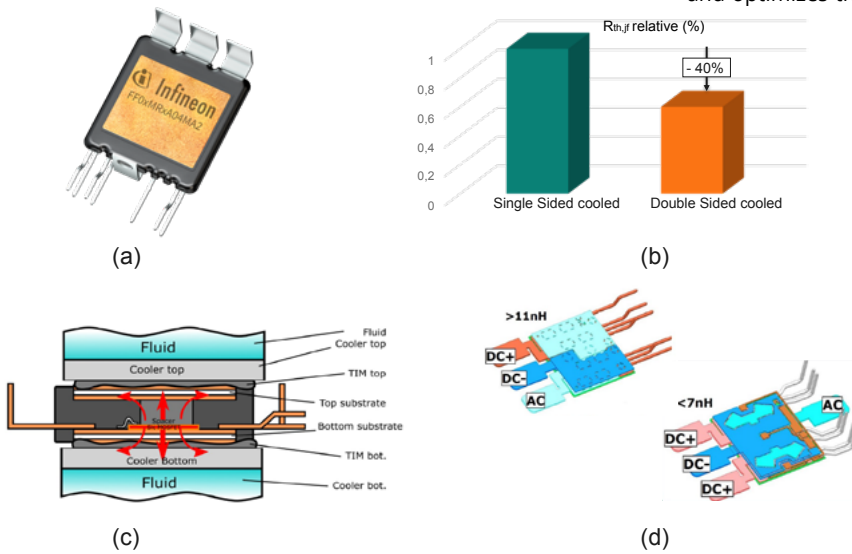 and optimizes t
Infineon
FF0xMRxA04MA2
(a)
Rth,jf relative (%)
- 40%
1
0,8
0,6
0,4
0,2
0
Single Sided cooled
Double Sided cooled
(b)
Fluid
Cooler top
Fluid
Cooler top
TIM top
Top substrate
Spacer
Bottom substrate
TIM bot.
Cooler bot.
Cooler Bottom
Fluid
(c)
>11nH
DC+
DC-
AC
<7nH
DC+
DC-
DC+
AC
(d)